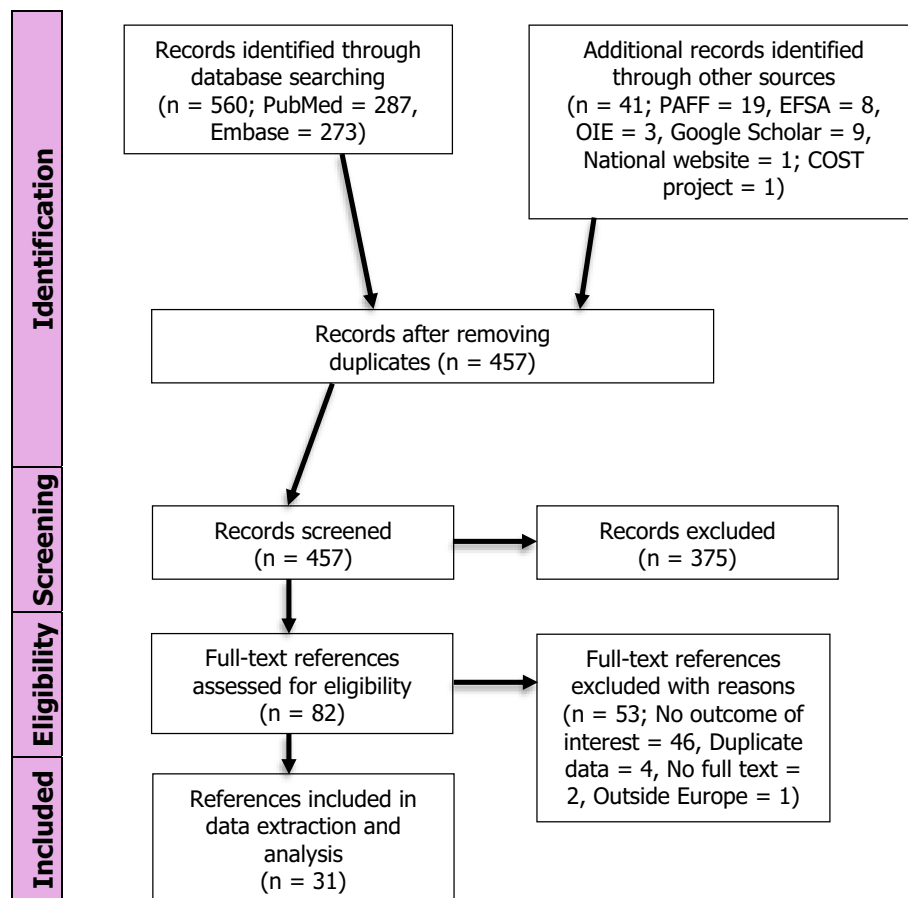 Identification
Records identified through
database searching
(n = 560; PubMed = 287,
Embase = 273)
Additional records identified
through other sources
(n = 41; PAFF = 19, EFSA = 8,
OIE = 3, Google Scholar = 9,
National website = 1; COST
project = 1)
Records after removing
duplicates (n = 457)
Screening
Records screened
(n = 457)
Records excluded
(n = 375)
Eligibility
Full-text references
assessed for eligibility
(n = 82)
Full-text references
excluded with reasons
(n = 53; No outcome of
interest = 46, Duplicate
data = 4, No full text =
2, Outside Europe = 1)
Included
References included in
data extraction and
analysis
(n = 31)